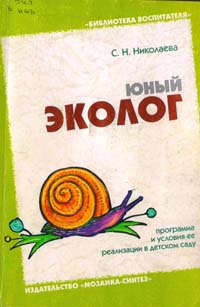 "БИБЛИОТЕКА ВОСПИТАТЕЛЯ"
С. Н. Николаева
ЮНЫЙ
ЭКОЛОГ
программа
и условия ее
реализации в детском саду
ИЗДАТЕЛЬСТВО "МОЗАИКА-СИНТЕЗ"